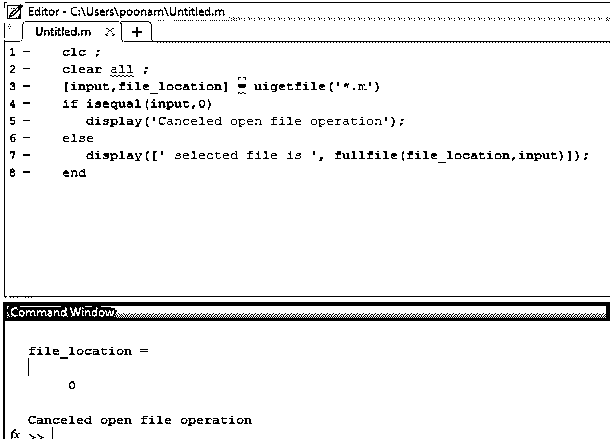 Editor - C:\Users\poonam\Untitled.m
Untitled.m × +
1 - clc ;
2 - clear all ;
3 - [input,file_location] = uigetfile('*.m')
4 - if isequal(input,0)
5 - display('Canceled open file operation');
6 - else
7 - display([' selected file is ', fullfile(file_location,input)]);
8 - end
Command Window
file_location =
0
Canceled open file operation
fx >>